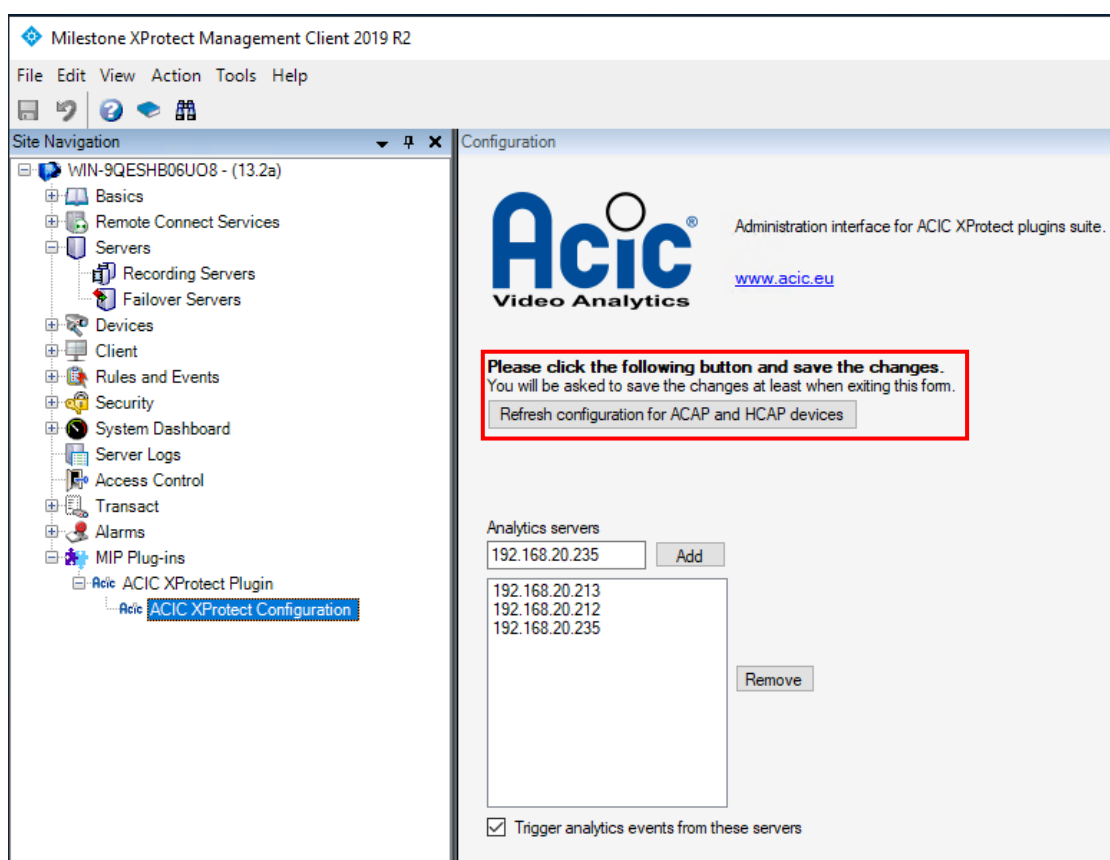 Milestone XProtect Management Client 2019 R2
File Edit View Action Tools Help
Site Navigation
WIN-9QESHB06UO8 - (13.2a)
Basics
Remote Connect Services
Servers
Recording Servers
Failover Servers
Devices
Client
Rules and Events
Security
System Dashboard
Server Logs
Access Control
Transact
Alarms
MIP Plug-ins
Acic ACIC XProtect Plugin
Acic ACIC XProtect Configuration
Configuration
Acic®
Video Analytics
Administration interface for ACIC XProtect plugins suite.
www.acic.eu
Please click the following button and save the changes.
You will be asked to save the changes at least when exiting this form.
Refresh configuration for ACAP and HCAP devices
Analytics servers
192.168.20.235 Add
192.168.20.213
192.168.20.212
192.168.20.235
Remove
Trigger analytics events from these servers